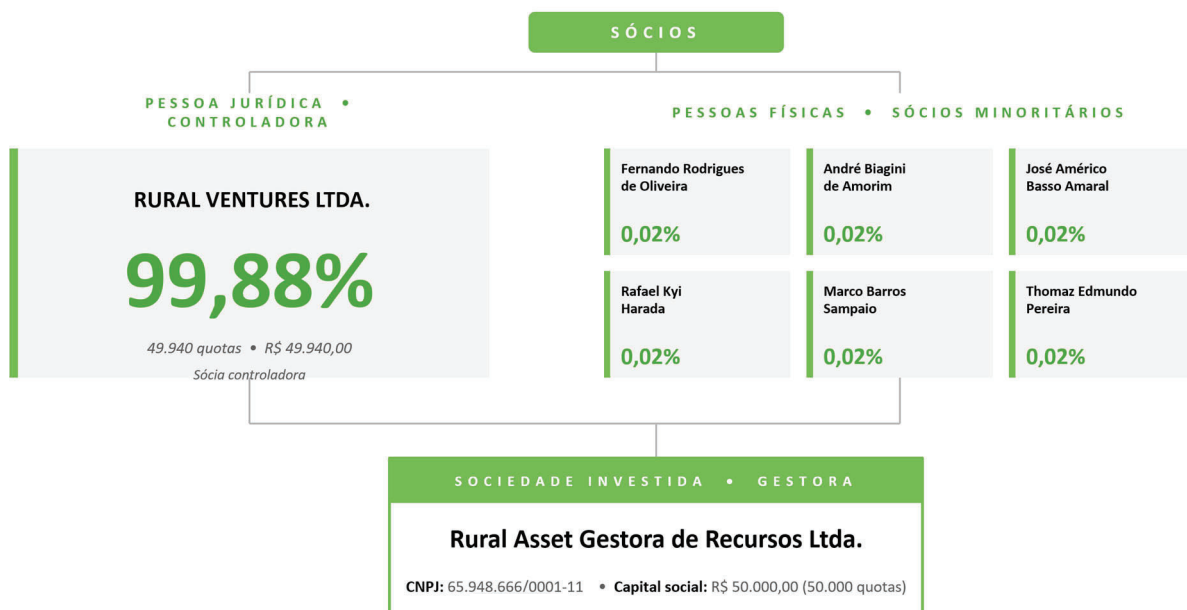 SÓCIOS
PESSOA JURÍDICA •
CONTROLADORA
RURAL VENTURES LTDA.
99,88%
49.940 quotas • R$ 49.940,00
Sócia controladora
PESSOAS FÍSICAS • SÓCIOS MINORITÁRIOS
Fernando Rodrigues
de Oliveira
0,02%
André Biagini
de Amorim
0,02%
José Américo
Basso Amaral
0,02%
Rafael Kyi
Harada
0,02%
Marco Barros
Sampaio
0,02%
Thomaz Edmundo
Pereira
0,02%
SOCIEDADE INVESTIDA • GESTORA
Rural Asset Gestora de Recursos Ltda.
CNPJ: 65.948.666/0001-11 • Capital social: R$ 50.000,00 (50.000 quotas)